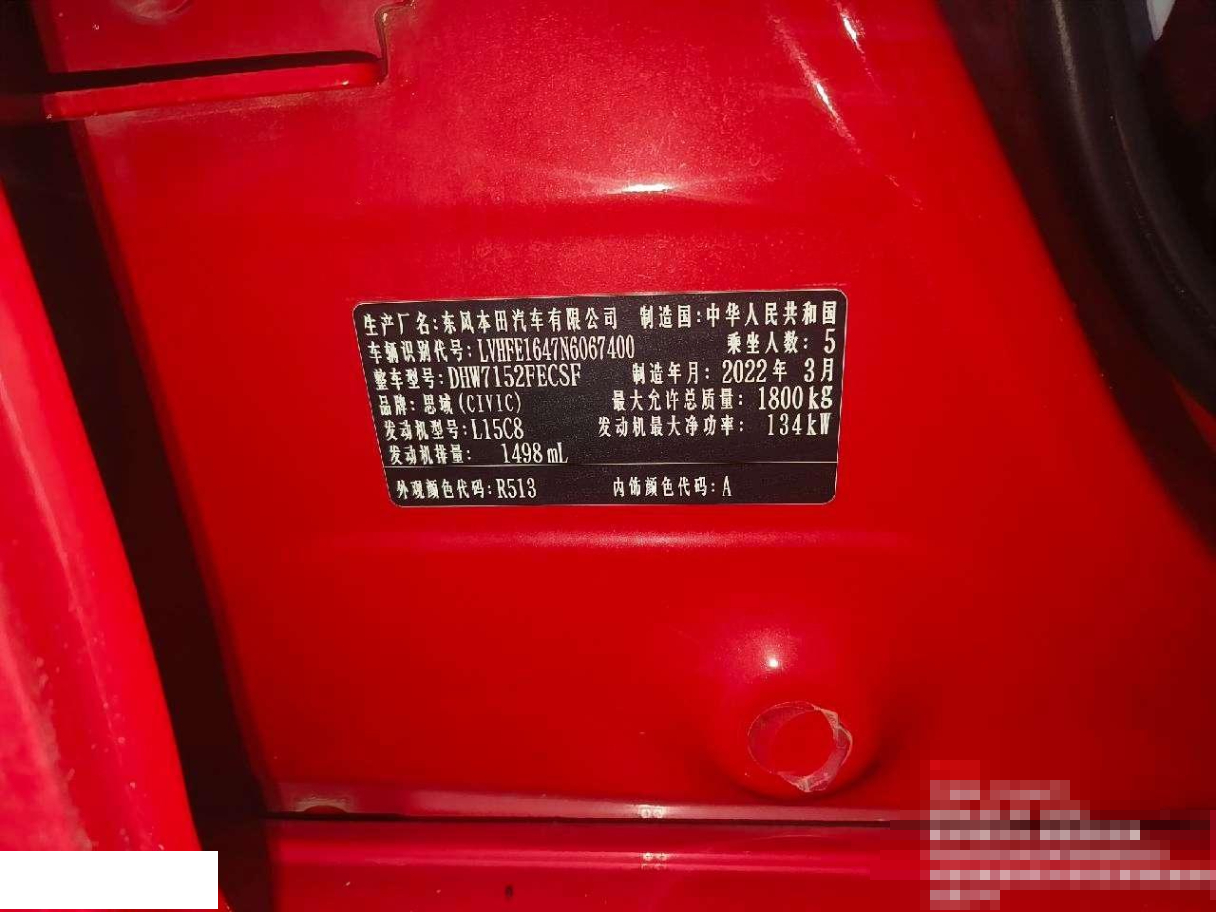 生产厂名:东风本田汽车有限公司 制造国:中华人民共和国
车辆识别代号:LVHFE1647N6067400 乘坐人数: 5
整车型号:DHW7152FECSF 制造年月: 2022年 3月
品牌: 思域(CIVIC) 最大允许总质量: 1800kg
发动机型号:L15C8 发动机最大净功率: 134kW
发动机排量: 1498mL
外观颜色代码:R513 内饰颜色代码:A